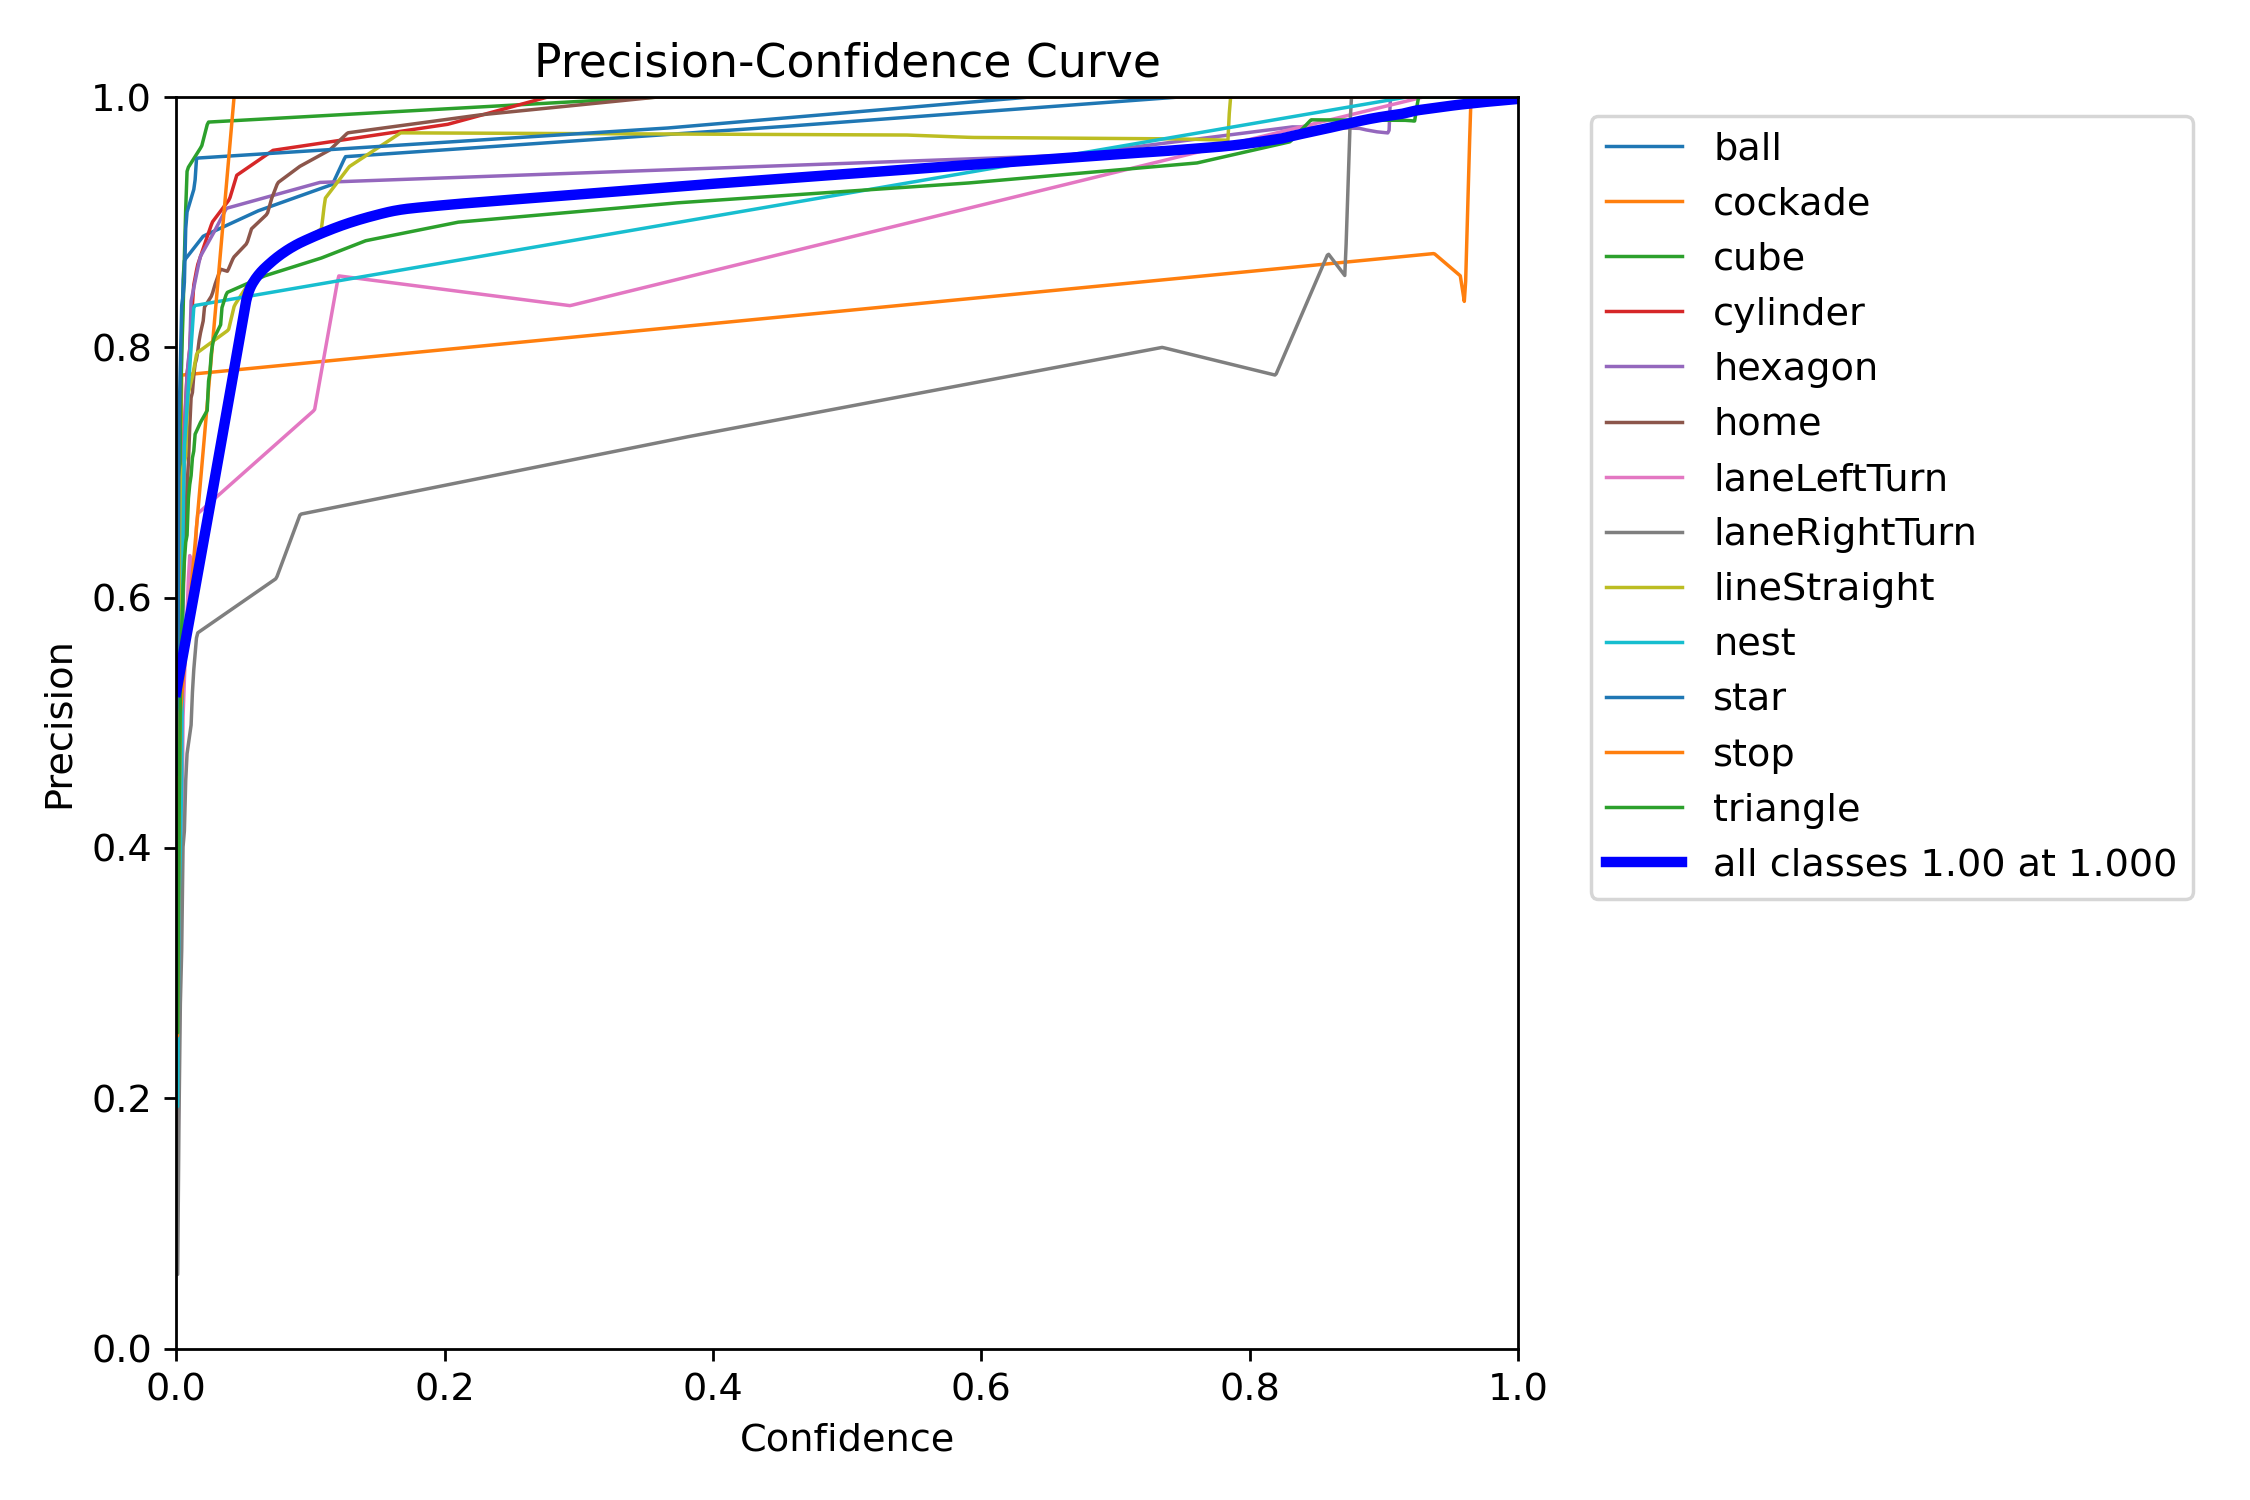 Precision-Confidence Curve
1.0
0.8
0.6
0.4
0.2
0.0
Precision
0.0 0.2 0.4 0.6 0.8 1.0
Confidence
ball
cockade
cube
cylinder
hexagon
home
laneLeftTurn
laneRightTurn
lineStraight
nest
star
stop
triangle
all classes 1.00 at 1.000